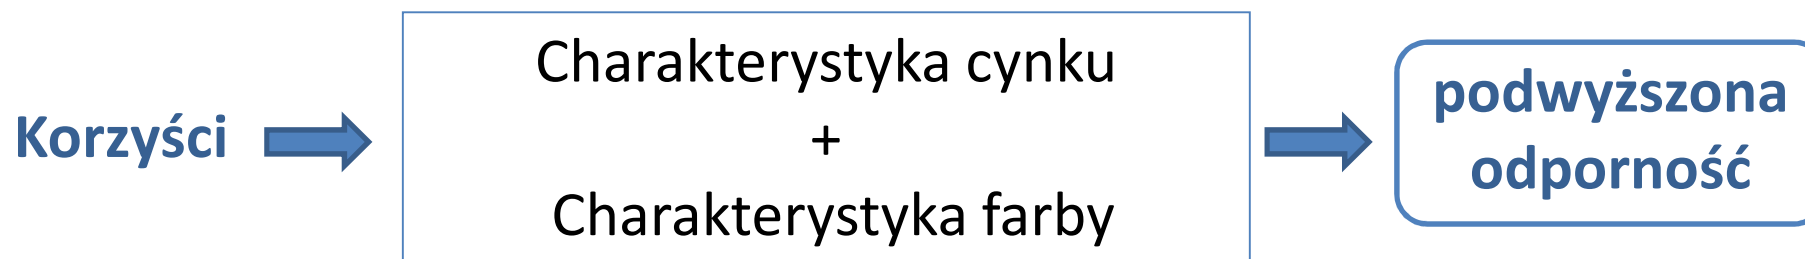 Korzyści
Charakterystyka cynku
+
Charakterystyka farby
podwyższona
odporność